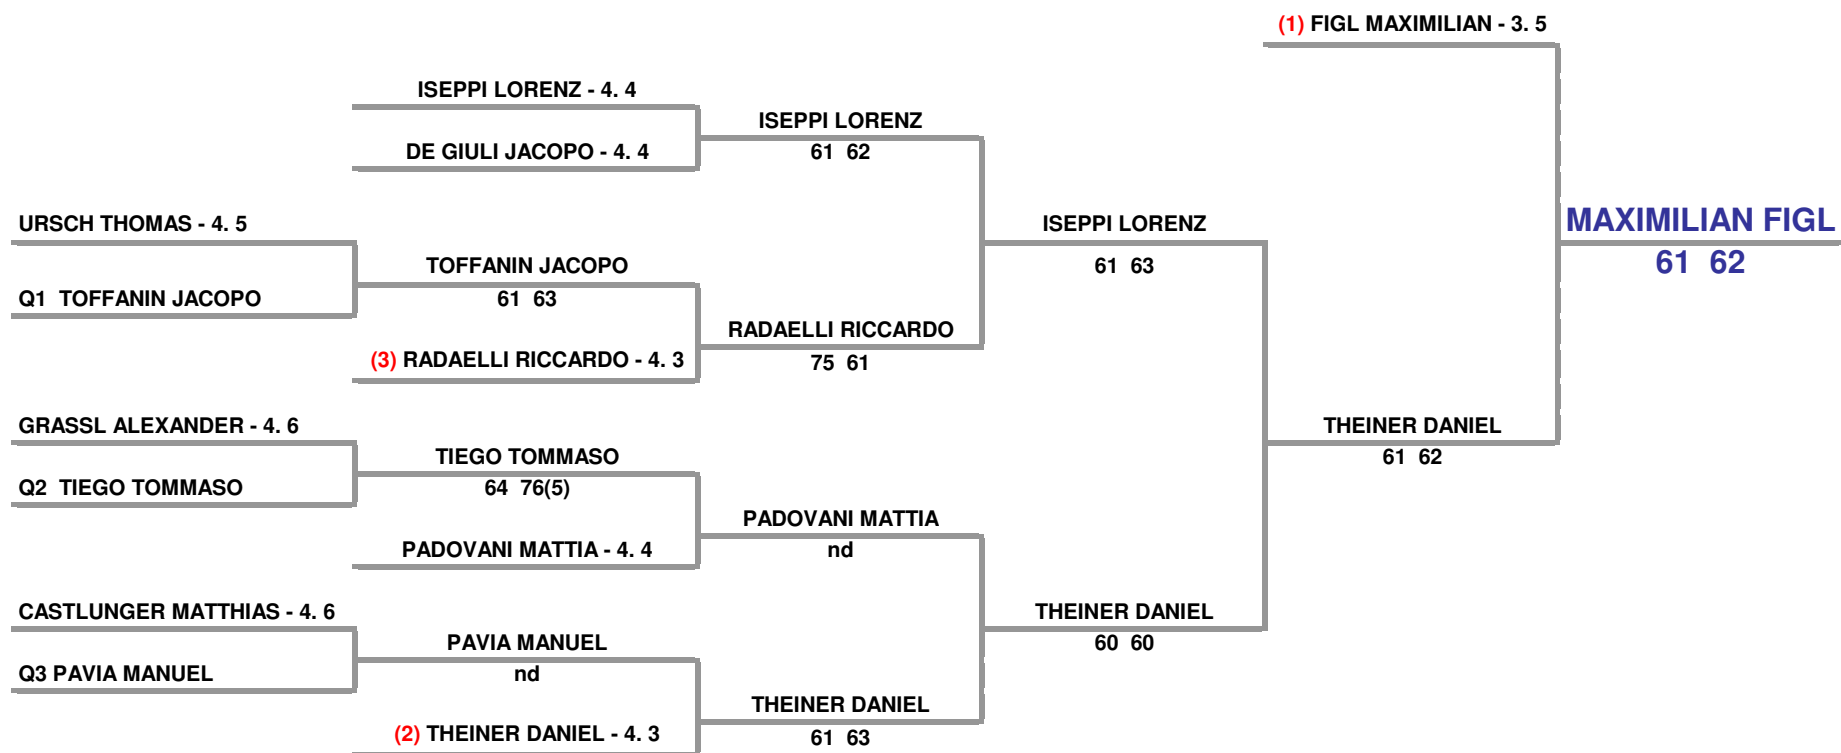 (1) FIGL MAXIMILIAN - 3. 5
ISEPPI LORENZ - 4. 4
ISEPPI LORENZ
DE GIULI JACOPO - 4. 4
61 62
URSCH THOMAS - 4. 5
ISEPPI LORENZ
MAXIMILIAN FIGL
TOFFANIN JACOPO
61 63
61 62
Q1 TOFFANIN JACOPO
61 63
RADAELLI RICCARDO
(3) RADAELLI RICCARDO - 4. 3
75 61
GRASSL ALEXANDER - 4. 6
THEINER DANIEL
TIEGO TOMMASO
61 62
Q2 TIEGO TOMMASO
64 76(5)
PADOVANI MATTIA
PADOVANI MATTIA - 4. 4
nd
CASTLUNGER MATTHIAS - 4. 6
THEINER DANIEL
PAVIA MANUEL
60 60
Q3 PAVIA MANUEL
nd
THEINER DANIEL
(2) THEINER DANIEL - 4. 3
61 63